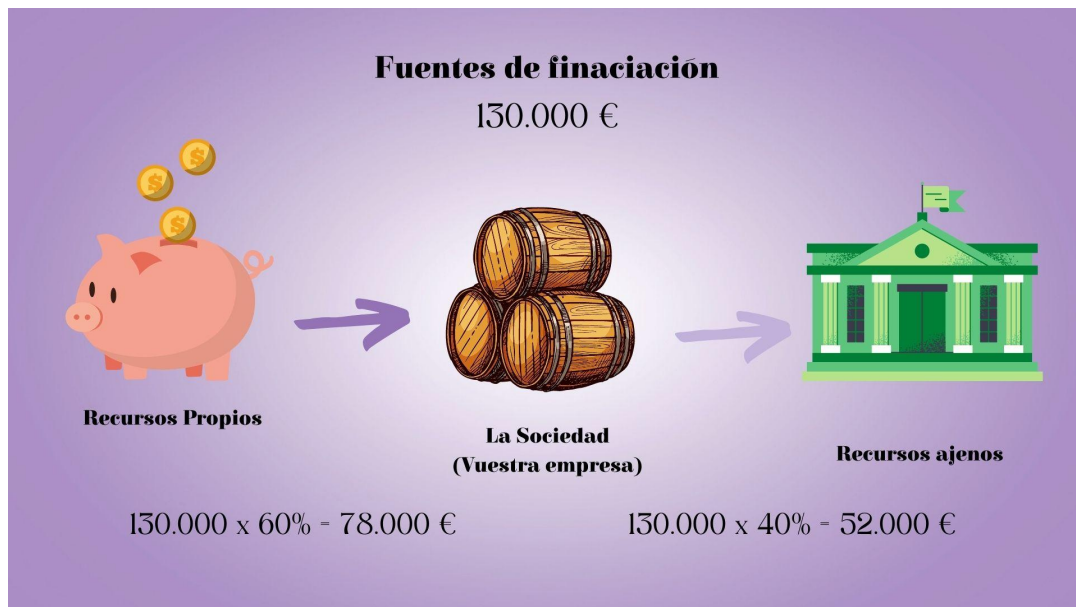 Fuentes de finaciación
130.000 €
Recursos Propios
La Sociedad
(Vuestra empresa)
Recursos ajenos
130.000 x 60% = 78.000 €
130.000 x 40% = 52.000 €